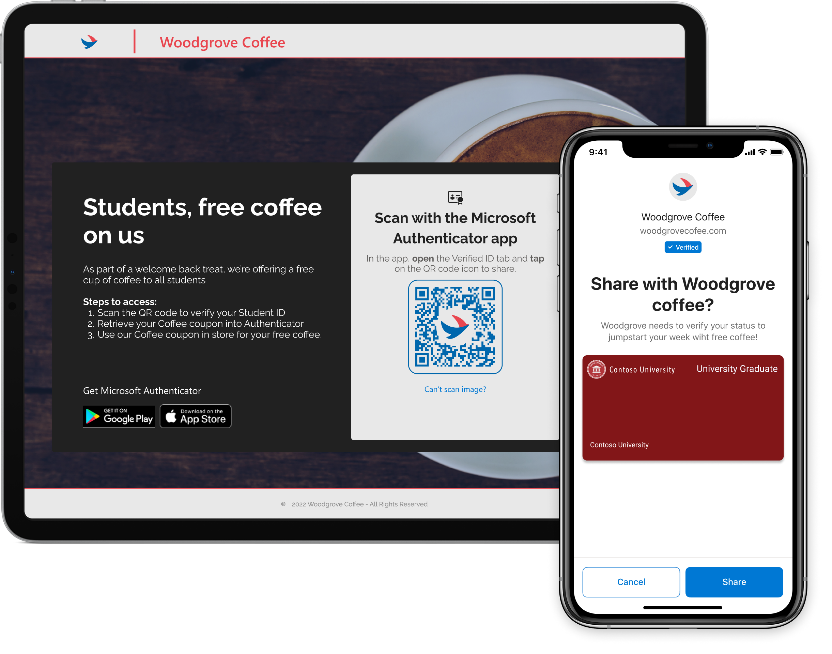 Woodgrove Coffee
Students, free coffee
on us
As part of a welcome back treat, we're offering a free
cup of coffee to all students
Steps to access:
1. Scan the QR code to verify your Student ID
2. Retrieve your Coffee coupon into Authenticator
3. Use our Coffee coupon in store for your free coffee
Get Microsoft Authenticator
GET IT ON
Google Play
Download on the
App Store
Scan with the Microsoft
Authenticator app
In the app, open the Verified ID tab and tap
on the QR code icon to share.
Can't scan image?
© 2022 Woodgrove Coffee - All Rights Reserved
9:41
Woodgrove Coffee
woodgrovecofee.com
Verified
Share with Woodgrove
coffee?
Woodgrove needs to verify your status to
jumpstart your week wiht free coffee!
Contoso University
University Graduate
Contoso University
Cancel
Share